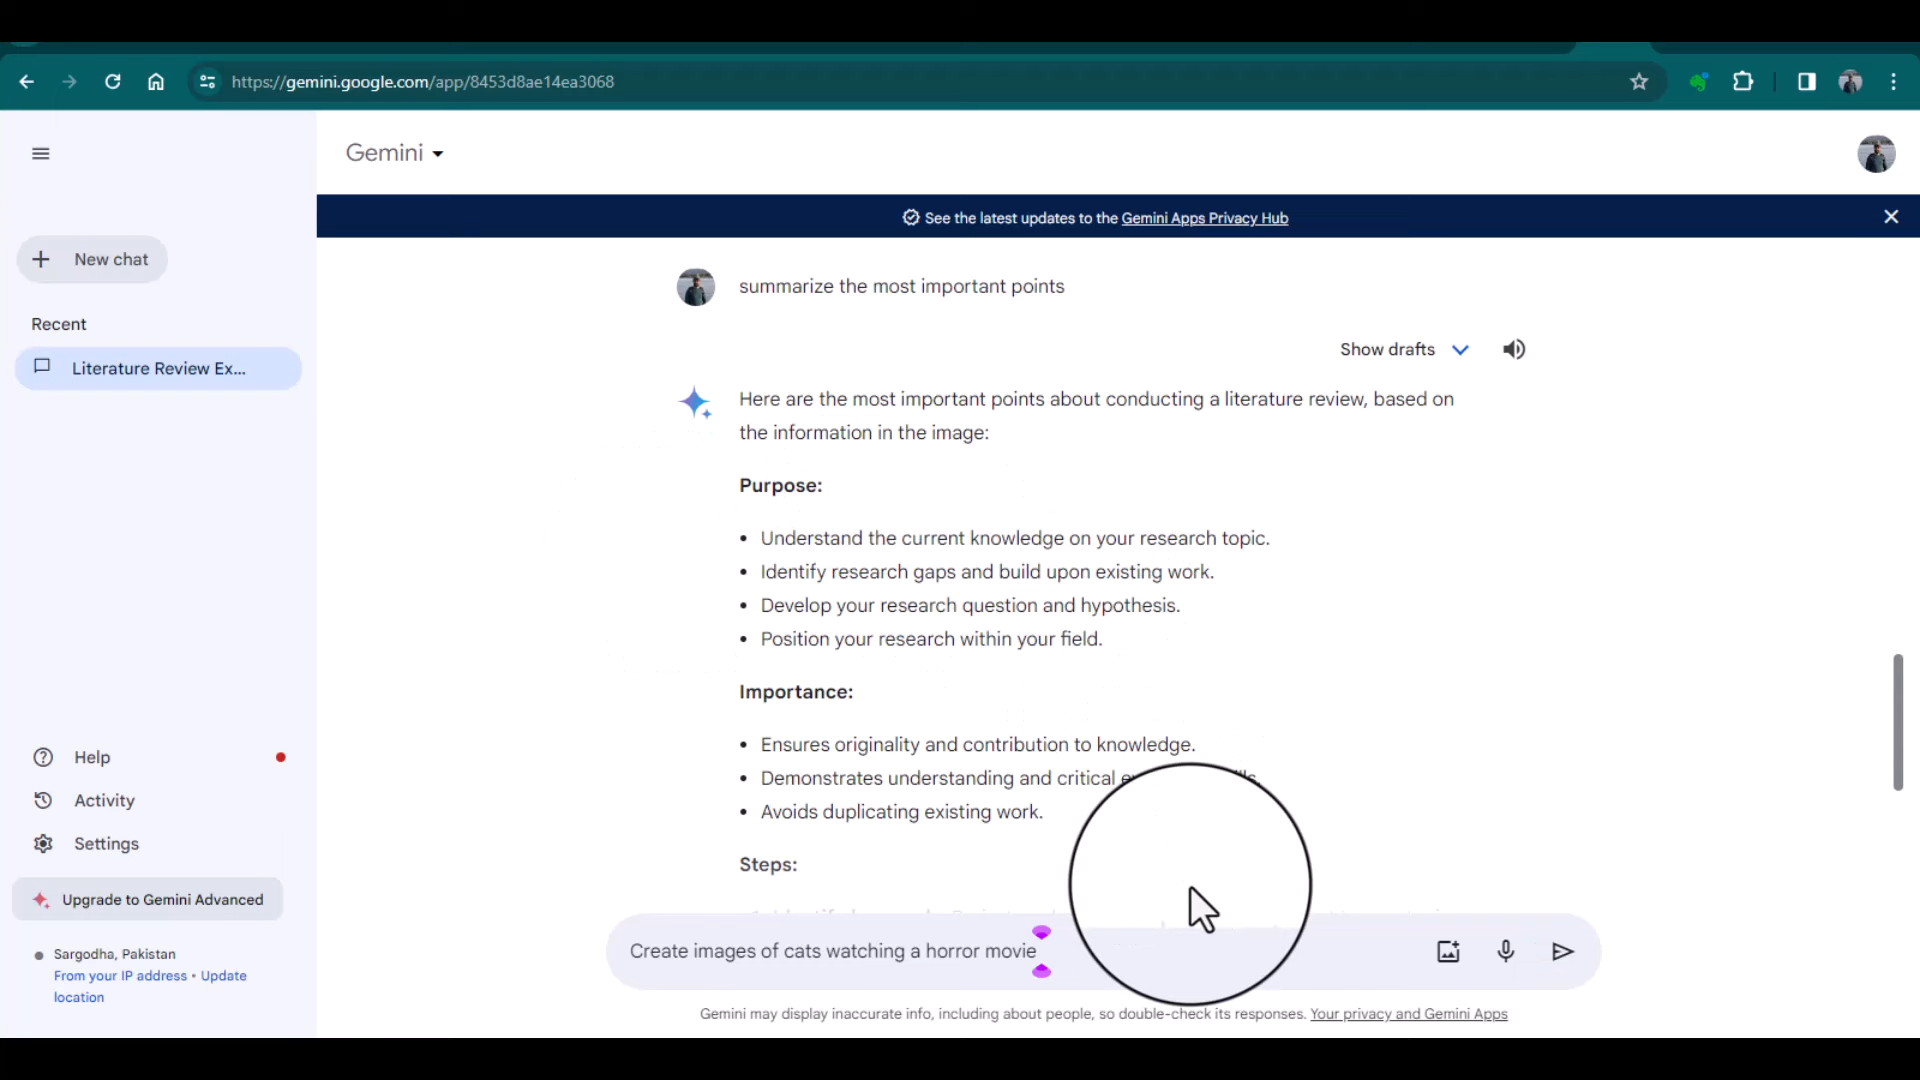 https://gemini.google.com/app/8453d8ae14ea3068
Gemini
See the latest updates to the Gemini Apps Privacy Hub
New chat
Recent
Literature Review Ex...
summarize the most important points
Show drafts
Here are the most important points about conducting a literature review, based on
the information in the image:
Purpose:
• Understand the current knowledge on your research topic.
• Identify research gaps and build upon existing work.
• Develop your research question and hypothesis.
• Position your research within your field.
Importance:
• Ensures originality and contribution to knowledge.
• Demonstrates understanding and critical
• Avoids duplicating existing work.
Steps:
Help
Activity
Settings
Upgrade to Gemini Advanced
Sargodha, Pakistan
From your IP address • Update
location
Create images of cats watching a horror movie
Gemini may display inaccurate info, including about people, so double-check its responses. Your privacy and Gemini Apps